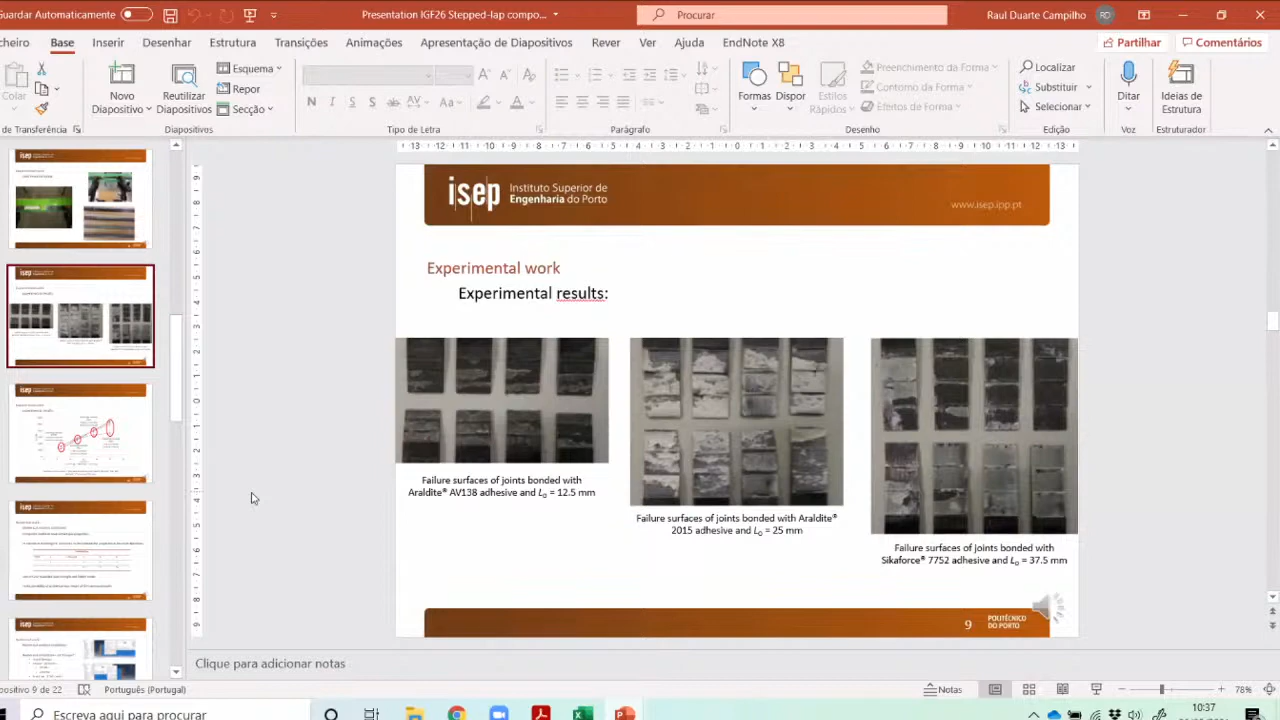 Guardar Automaticamente
Presentation IGF26 Stepped-lap compo...
Procurar
Raul Duarte Campilho
RD
cheiro
Base
Inserir
Desenhar
Estrutura
Transições
Animações
Apresentação de Diapositivos
Rever
Ver
Ajuda
EndNote X8
Partilhar
Comentários
Colar
Novo
Diapositivo
Reutilizar
Diapositivos
Esquema
Repor
Secção
Formas
Dispor
Estilos
Rápidos
Preenchimento da Forma
Contorno da Forma
Efeitos de Forma
Localizar
Substituir
Selecionar
Ditar
Ideias de
Estrutura
de Transferência
Diapositivos
Tipo de Letra
Parágrafo
Desenho
Edição
Voz
Estruturador
isep
Instituto Superior de
Engenharia do Porto
www.isep.ipp.pt
Experimental work
Experimental results:
Failure surfaces of joints bonded with
Araldite® AV138 adhesive and Lo = 12.5 mm
Failure surfaces of joints bonded with Araldite®
2015 adhesive and Lo = 25 mm
Failure surfaces of joints bonded with
Sikaforce® 7752 adhesive and Lo = 37.5 mm
9
POLITÉCNICO
DO PORTO
Clique para adicionar notas
positivo 9 de 22
Português (Portugal)
Notas
78%
Escreva aqui para procurar
10:37